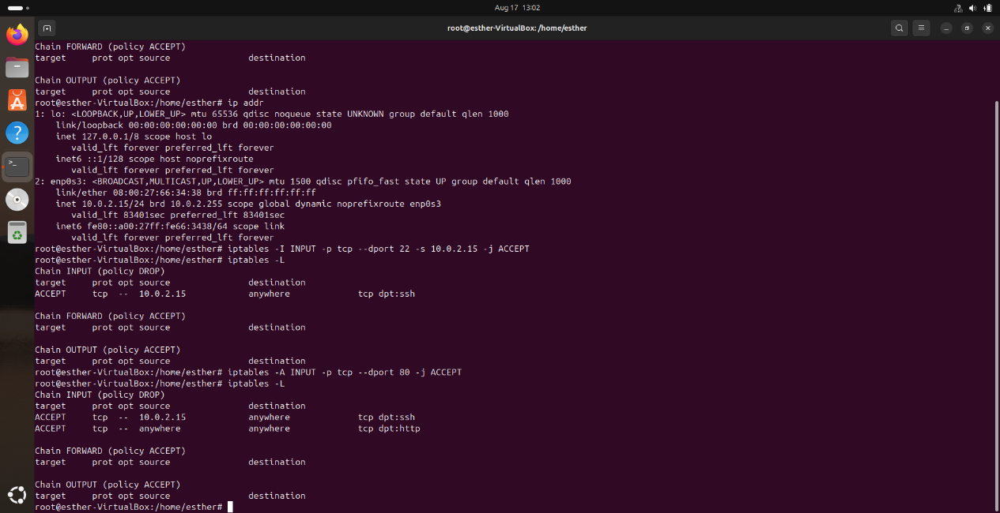 Aug 17 13:02
root@esther-VirtualBox: /home/esther
Chain FORWARD (policy ACCEPT)
target     prot opt source               destination
Chain OUTPUT (policy ACCEPT)
target     prot opt source               destination
root@esther-VirtualBox:/home/esther# ip addr
1: lo: <LOOPBACK,UP,LOWER_UP> mtu 65536 qdisc noqueue state UNKNOWN group default qlen 1000
    link/loopback 00:00:00:00:00:00 brd 00:00:00:00:00:00
    inet 127.0.0.1/8 scope host lo
       valid_lft forever preferred_lft forever
    inet6 ::1/128 scope host noprefixroute
       valid_lft forever preferred_lft forever
2: enp0s3: <BROADCAST,MULTICAST,UP,LOWER_UP> mtu 1500 qdisc pfifo_fast state UP group default qlen 1000
    link/ether 08:00:27:66:34:38 brd ff:ff:ff:ff:ff:ff
    inet 10.0.2.15/24 brd 10.0.2.255 scope global dynamic noprefixroute enp0s3
       valid_lft 83401sec preferred_lft 83401sec
    inet6 fe80::a00:27ff:fe66:3438/64 scope link
       valid_lft forever preferred_lft forever
root@esther-VirtualBox:/home/esther# iptables -I INPUT -p tcp --dport 22 -s 10.0.2.15 -j ACCEPT
root@esther-VirtualBox:/home/esther# iptables -L
Chain INPUT (policy DROP)
target     prot opt source               destination
ACCEPT     tcp  --  10.0.2.15            anywhere             tcp dpt:ssh
Chain FORWARD (policy ACCEPT)
target     prot opt source               destination
Chain OUTPUT (policy ACCEPT)
target     prot opt source               destination
root@esther-VirtualBox:/home/esther# iptables -A INPUT -p tcp --dport 80 -j ACCEPT
root@esther-VirtualBox:/home/esther# iptables -L
Chain INPUT (policy DROP)
target     prot opt source               destination
ACCEPT     tcp  --  10.0.2.15            anywhere             tcp dpt:ssh
ACCEPT     tcp  --  anywhere             anywhere             tcp dpt:http
Chain FORWARD (policy ACCEPT)
target     prot opt source               destination
Chain OUTPUT (policy ACCEPT)
target     prot opt source               destination
root@esther-VirtualBox:/home/esther#